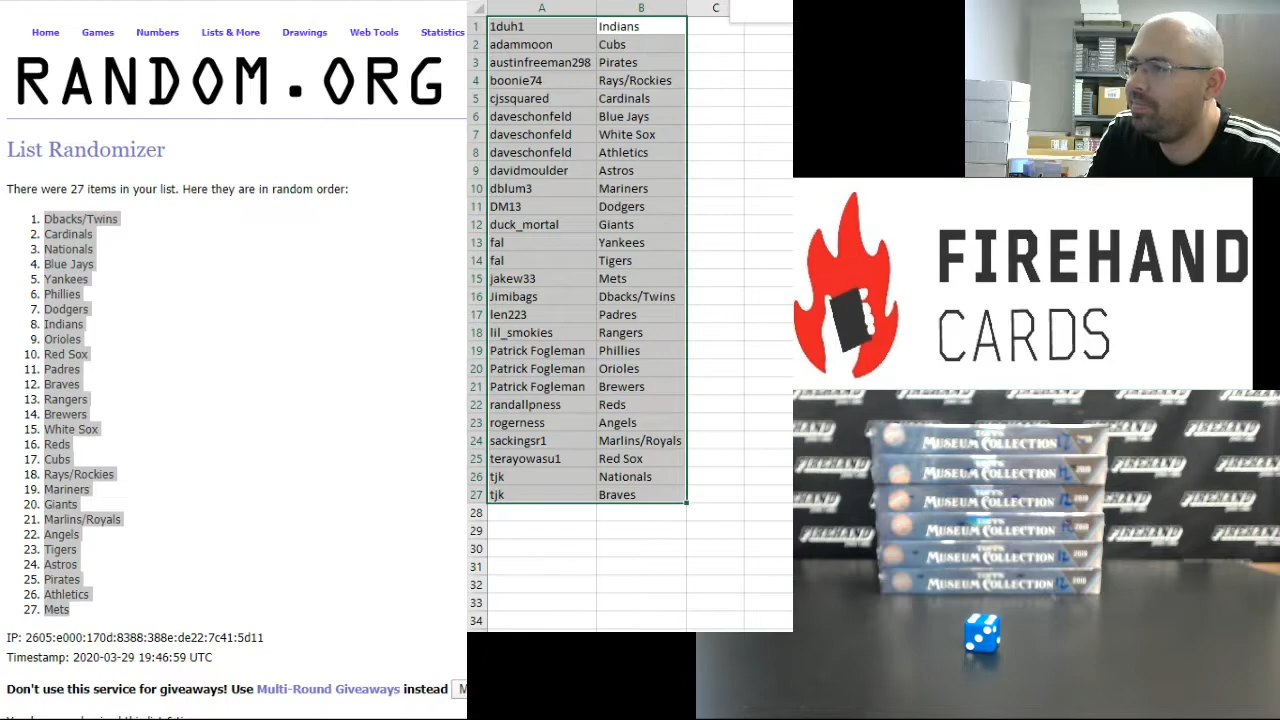 Home Games Numbers Lists & More Drawings Web Tools Statistics
RANDOM.ORG
List Randomizer
There were 27 items in your list. Here they are in random order:
1. Dbacks/Twins
2. Cardinals
3. Nationals
4. Blue Jays
5. Yankees
6. Phillies
7. Dodgers
8. Indians
9. Orioles
10. Red Sox
11. Padres
12. Braves
13. Rangers
14. Brewers
15. White Sox
16. Reds
17. Cubs
18. Rays/Rockies
19. Mariners
20. Giants
21. Marlins/Royals
22. Angels
23. Tigers
24. Astros
25. Pirates
26. Athletics
27. Mets
IP: 2605:e000:170d:8388:388e:de22:7c41:5d11
Timestamp: 2020-03-29 19:46:59 UTC
Don't use this service for giveaways! Use Multi-Round Giveaways instead
A B C
1 1duh1 Indians
2 adammoon Cubs
3 austinfreeman298 Pirates
4 boonie74 Rays/Rockies
5 cjssquared Cardinals
6 daveschonfeld Blue Jays
7 daveschonfeld White Sox
8 daveschonfeld Athletics
9 davidmoulder Astros
10 dblum3 Mariners
11 DM13 Dodgers
12 duck_mortal Giants
13 fal Yankees
14 fal Tigers
15 jakew33 Mets
16 Jimibags Dbacks/Twins
17 len223 Padres
18 lil_smokies Rangers
19 Patrick Fogleman Phillies
20 Patrick Fogleman Orioles
21 Patrick Fogleman Brewers
22 randallpness Reds
23 rogerness Angels
24 sackingsr1 Marlins/Royals
25 terayowasu1 Red Sox
26 tjk Nationals
27 tjk Braves
28
29
30
31
32
33
34
FIREHAND
CARDS
MUSEUM COLLECTION
MUSEUM COLLECTION 2019
MUSEUM COLLECTION 2019
MUSEUM COLLECTION 2019
MUSEUM COLLECTION 2019
MUSEUM COLLECTION 2019